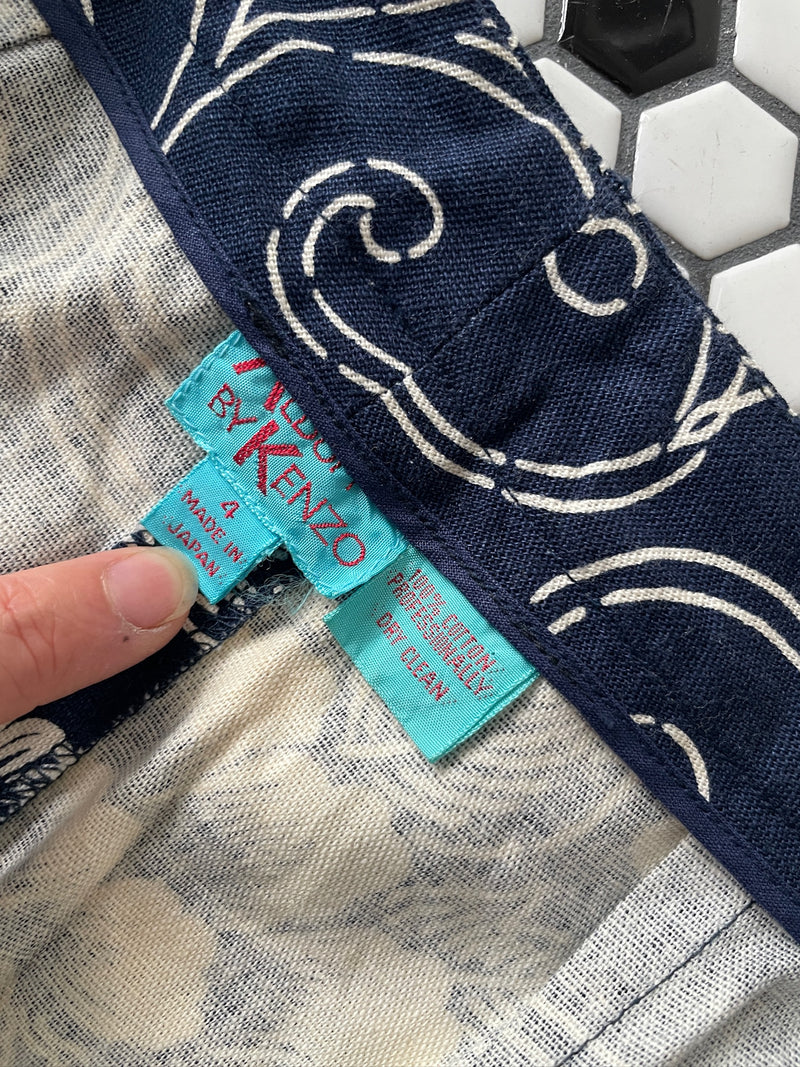 BY KENZO
4
MADE IN
JAPAN
100% COTTON
PROFESSIONALLY
DRY CLEAN